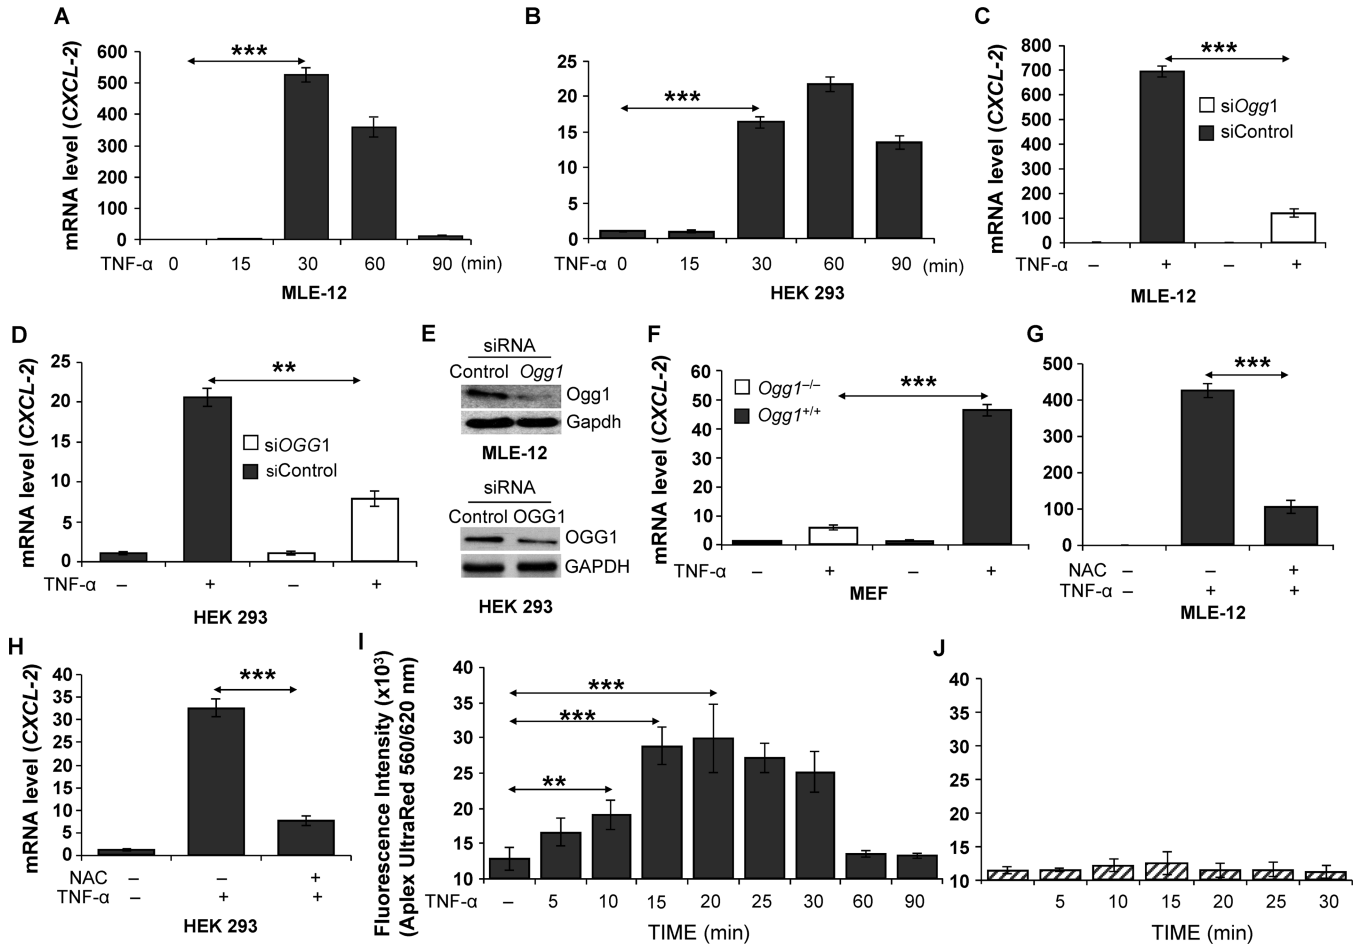 A
mRNA level (CXCL-2)
600
500
400
300
200
100
0
***
TNF-α 0 15 30 60 90 (min)
MLE-12
B
mRNA level (CXCL-2)
25
20
15
10
5
0
***
TNF-α 0 15 30 60 90 (min)
HEK 293
C
mRNA level (CXCL-2)
800
700
600
500
400
300
200
100
0
***
siOgg1
siControl
TNF-α – + – +
MLE-12
D
mRNA level (CXCL-2)
25
20
15
10
5
0
**
siOGG1
siControl
TNF-α – + – +
HEK 293
E
siRNA
Control Ogg1
Ogg1
Gapdh
MLE-12
siRNA
Control OGG1
OGG1
GAPDH
HEK 293
F
mRNA level (CXCL-2)
60
50
40
30
20
10
0
Ogg1–/–
Ogg1+/+
***
TNF-α – + – +
MEF
G
500
400
300
200
100
0
***
NAC – – +
TNF-α – + +
MLE-12
H
mRNA level (CXCL-2)
40
35
30
25
20
15
10
5
0
***
NAC – – +
TNF-α – + +
HEK 293
I
Fluorescence Intensity (x10³)
(Aplex UltraRed 560/620 nm)
40
35
30
25
20
15
10
***
***
**
TNF-α – 5 10 15 20 25 30 60 90
TIME (min)
J
40
35
30
25
20
15
10
5 10 15 20 25 30
TIME (min)